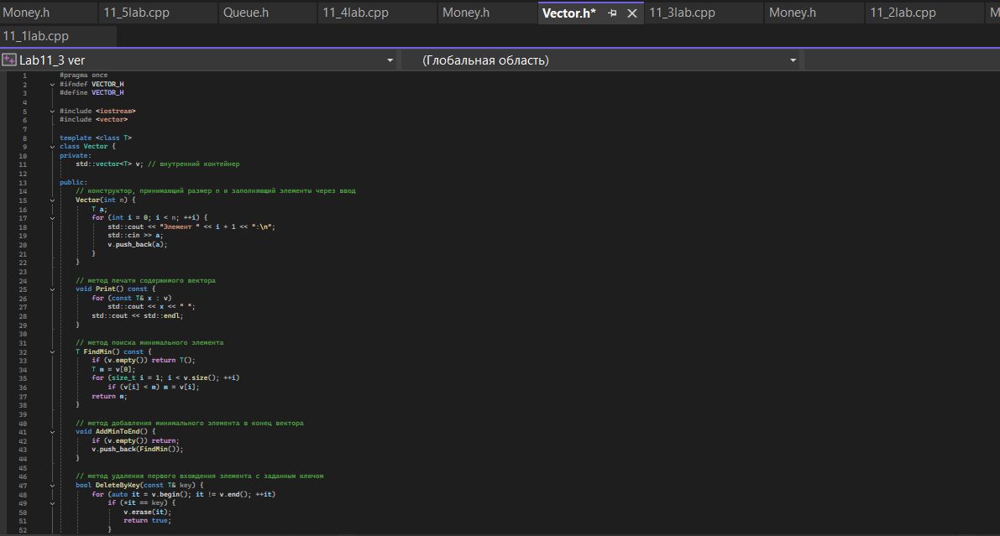 Money.h 11_5lab.cpp Queue.h 11_4lab.cpp Money.h Vector.h* 11_3lab.cpp Money.h 11_2lab.cpp M
11_1lab.cpp
Lab11_3 ver (Глобальная область)
1 #pragma once
2 #ifndef VECTOR_H
3 #define VECTOR_H
4
5 #include <iostream>
6 #include <vector>
7
8 template <class T>
9 class Vector {
10 private:
11 std::vector<T> v; // внутренний контейнер
12
13 public:
14 // конструктор, принимающий размер n и заполняющий элементы через ввод
15 Vector(int n) {
16 T a;
17 for (int i = 0; i < n; ++i) {
18 std::cout << "Элемент " << i + 1 << ":\n";
19 std::cin >> a;
20 v.push_back(a);
21 }
22 }
23
24 // метод печати содержимого вектора
25 void Print() const {
26 for (const T& x : v)
27 std::cout << x << " ";
28 std::cout << std::endl;
29 }
30
31 // метод поиска минимального элемента
32 T FindMin() const {
33 if (v.empty()) return T();
34 T m = v[0];
35 for (size_t i = 1; i < v.size(); ++i)
36 if (v[i] < m) m = v[i];
37 return m;
38 }
39
40 // метод добавления минимального элемента в конец вектора
41 void AddMinToEnd() {
42 if (v.empty()) return;
43 v.push_back(FindMin());
44 }
45
46 // метод удаления первого вхождения элемента с заданным ключом
47 bool DeleteByKey(const T& key) {
48 for (auto it = v.begin(); it != v.end(); ++it)
49 if (*it == key) {
50 v.erase(it);
51 return true;
52 }